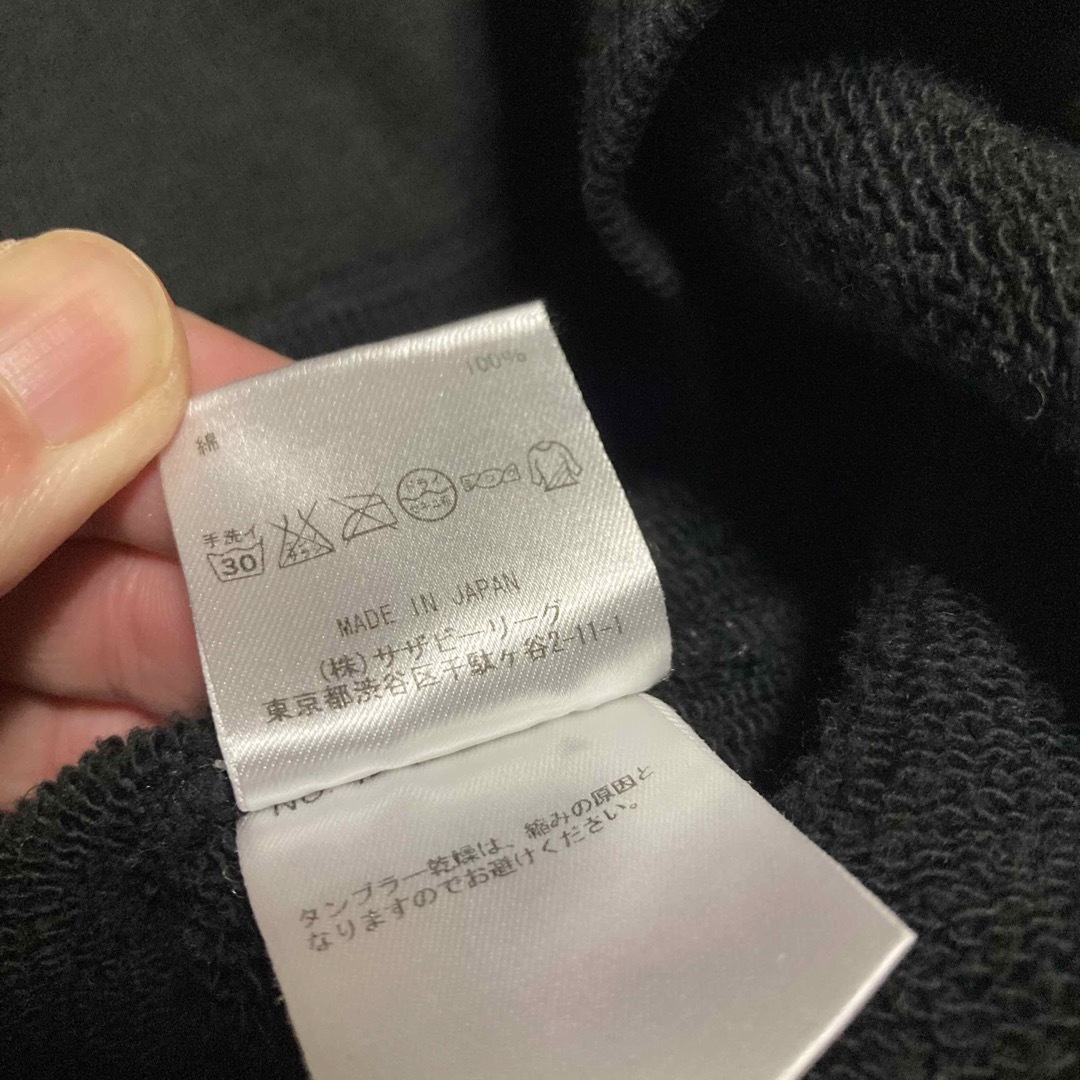 綿 100%
手洗イ
30
ドライ
MADE IN JAPAN
(株)サザビーリーグ
東京都渋谷区千駄ヶ谷2-11-1
タンブラー乾燥は、縮みの原因と
なりますのでお避けください。